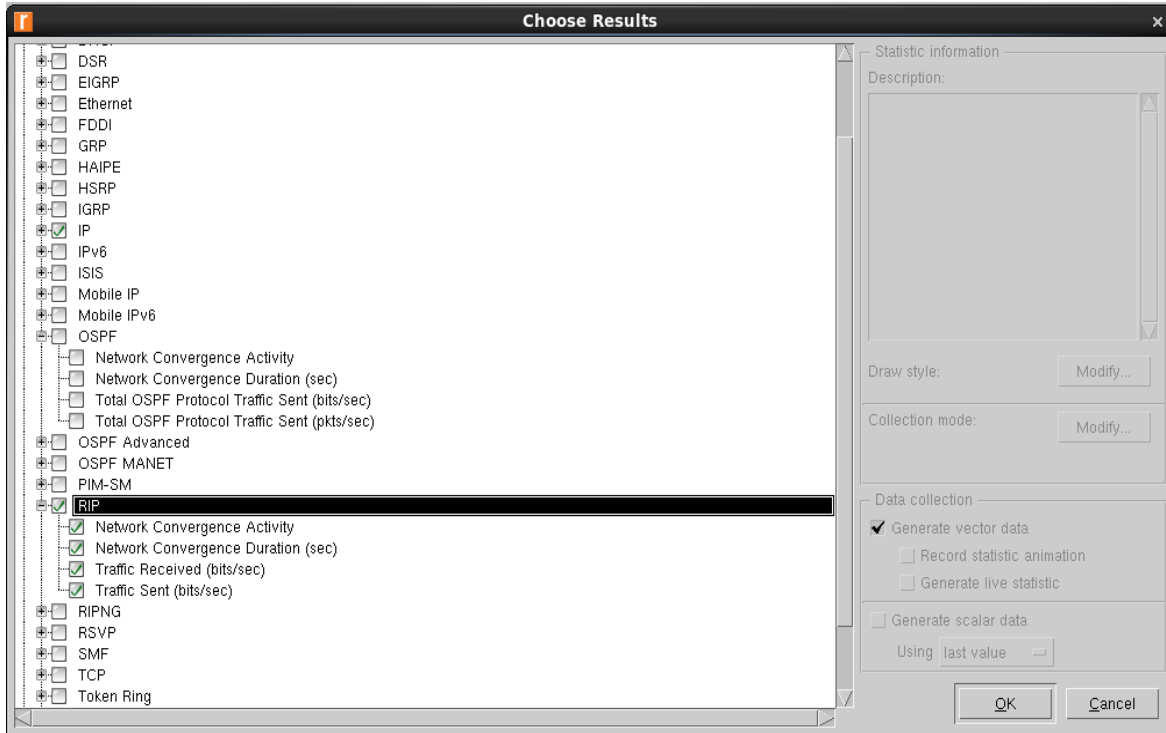 r
Choose Results
x
DSR
EIGRP
Ethernet
FDDI
GRP
HAIPE
HSRP
IGRP
IP
IPv6
ISIS
Mobile IP
Mobile IPv6
OSPF
Network Convergence Activity
Network Convergence Duration (sec)
Total OSPF Protocol Traffic Sent (bits/sec)
Total OSPF Protocol Traffic Sent (pkts/sec)
OSPF Advanced
OSPF MANET
PIM-SM
RIP
Network Convergence Activity
Network Convergence Duration (sec)
Traffic Received (bits/sec)
Traffic Sent (bits/sec)
RIPNG
RSVP
SMF
TCP
Token Ring
Statistic information
Description:
Draw style:
Modify...
Collection mode:
Modify...
Data collection
Generate vector data
Record statistic animation
Generate live statistic
Generate scalar data
Using last value
OK
Cancel